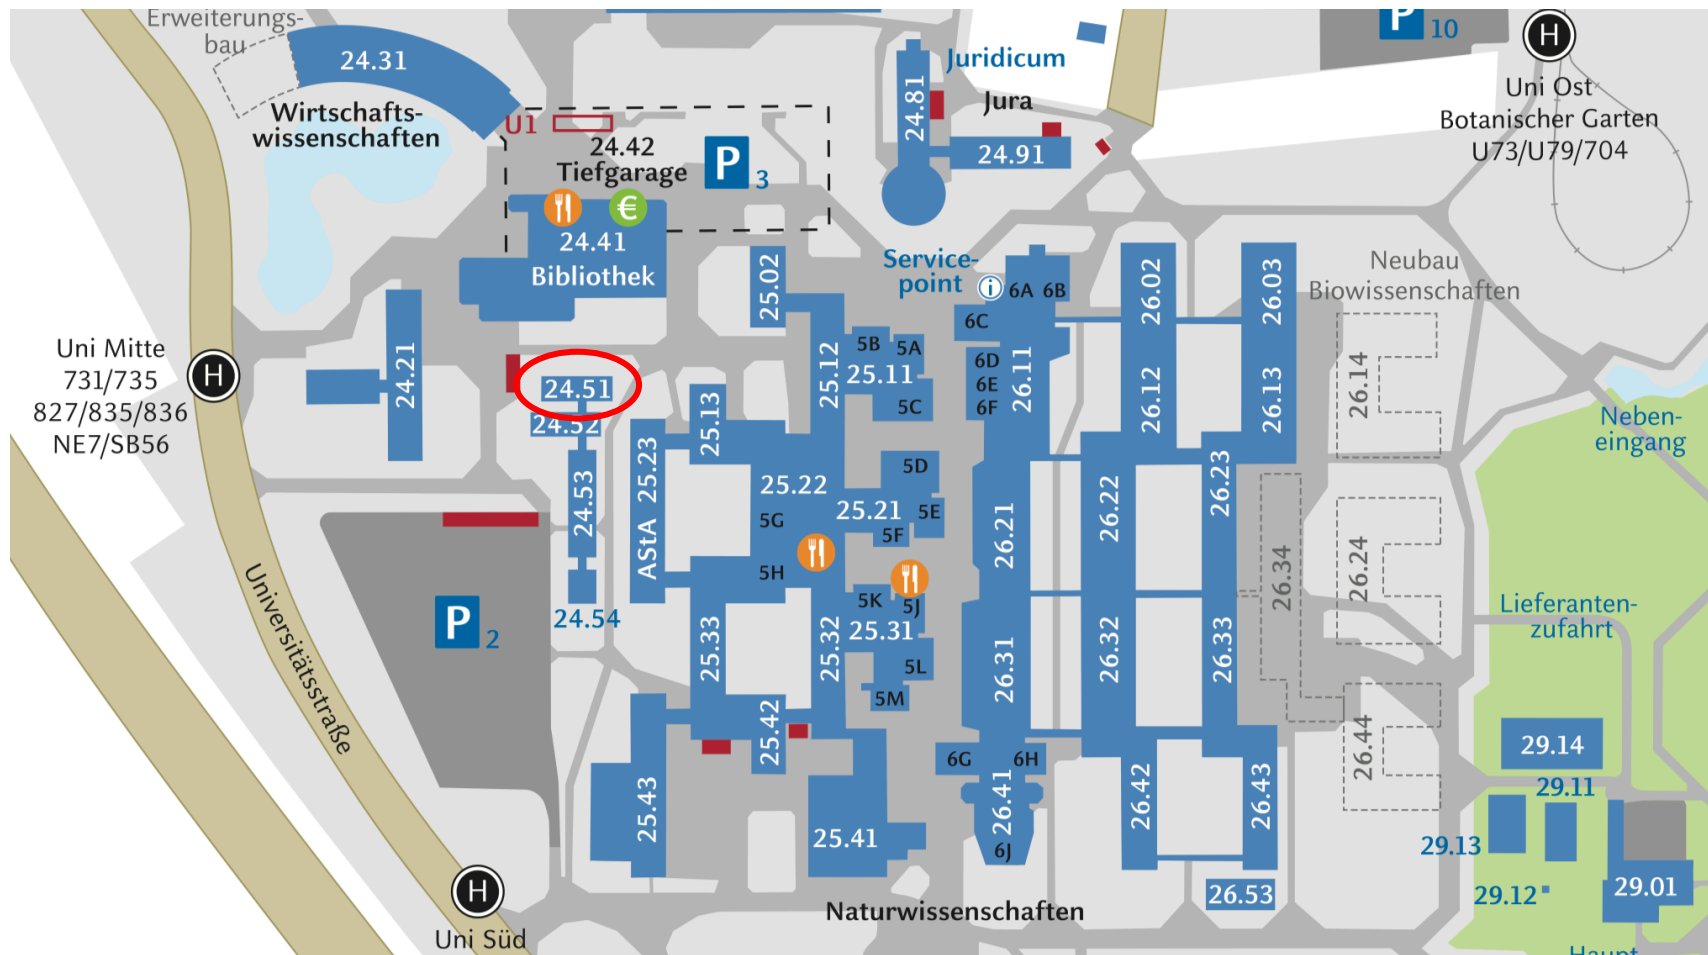 Erweiterungs-
bau
24.31
Wirtschafts-
wissenschaften
U1
24.42
Tiefgarage
P 3
€
24.41
Bibliothek
Juridicum
Jura
24.81
24.91
P 10
H
Uni Ost
Botanischer Garten
U73/U79/704
Service-
point
i
6A 6B
6C
6D
6E
6F
26.11
25.02
25.12
5B
5A
25.11
5C
26.02
26.03
26.12
26.13
Neubau
Biowissenschaften
26.14
Neben-
eingang
Uni Mitte
731/735
827/835/836
NE7/SB56
H
24.21
24.51
24.52
24.53
24.54
25.13
AStA 25.23
25.22
5G
5H
5D
25.21
5E
5F
5K
5J
25.31
5L
5M
25.33
25.32
25.42
25.43
25.41
26.21
26.22
26.23
26.31
26.32
26.33
26.34
26.24
26.44
6G
6H
26.41
6J
26.42
26.43
26.53
Lieferanten-
zufahrt
29.14
29.11
29.13
29.12
29.01
Haupt
P 2
Universitätsstraße
H
Uni Süd
Naturwissenschaften